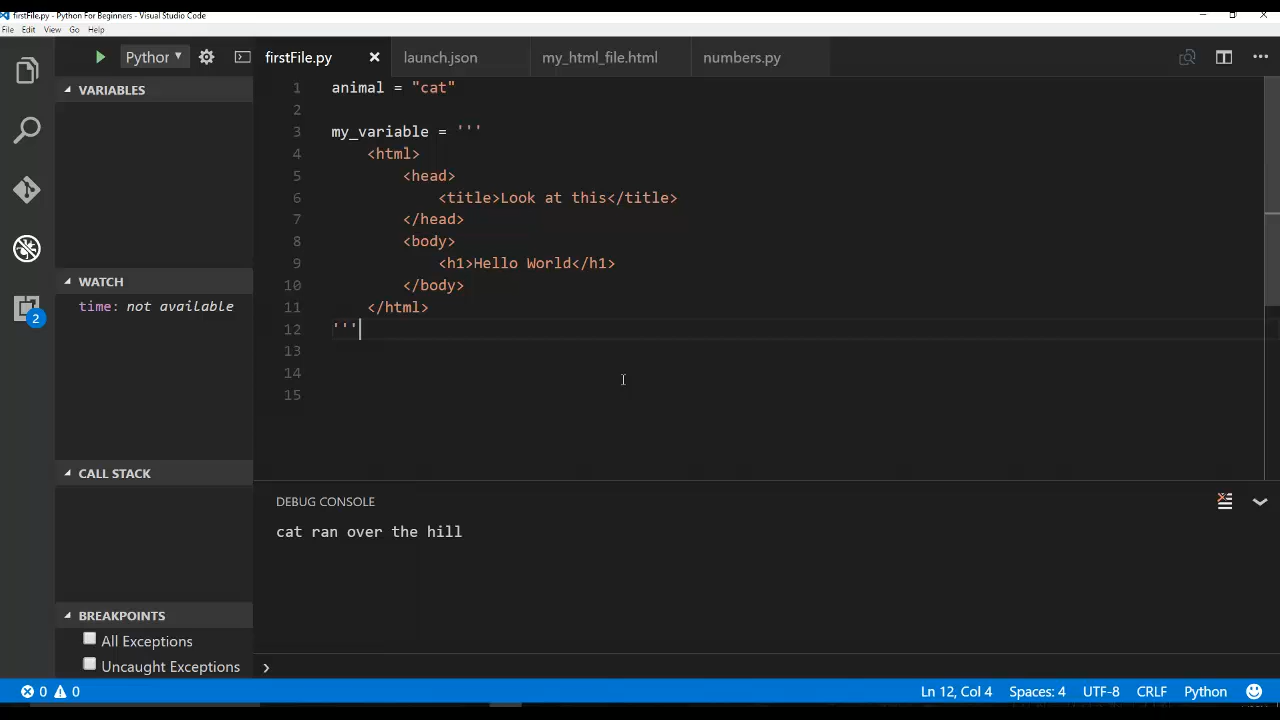 firstFile.py - Python For Beginners - Visual Studio Code
File Edit View Go Help
Python firstFile.py launch.json my_html_file.html numbers.py
VARIABLES
WATCH
time: not available
CALL STACK
BREAKPOINTS
All Exceptions
Uncaught Exceptions
2
1 animal = "cat"
2
3 my_variable = '''
4     <html>
5         <head>
6             <title>Look at this</title>
7         </head>
8         <body>
9             <h1>Hello World</h1>
10         </body>
11     </html>
12 '''
13
14
15
DEBUG CONSOLE
cat ran over the hill
0 0 Ln 12, Col 4 Spaces: 4 UTF-8 CRLF Python